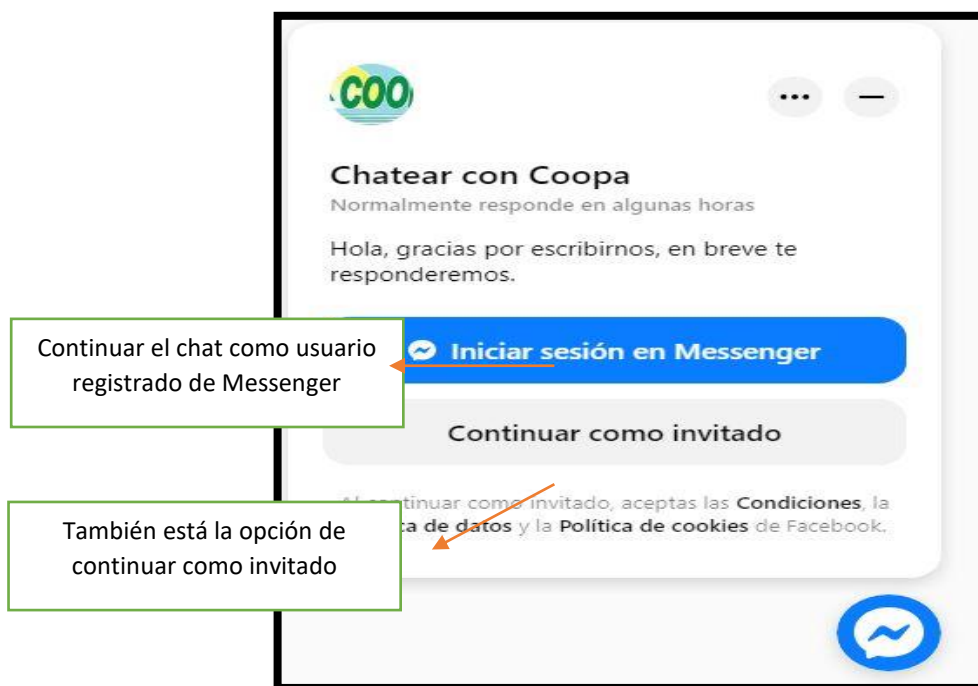 COO
Chatear con Coopa
Normalmente responde en algunas horas
Hola, gracias por escribirnos, en breve te
responderemos.
Iniciar sesión en Messenger
Continuar el chat como usuario
registrado de Messenger
Continuar como invitado
continuar como invitado, aceptas las Condiciones, la
de datos y la Política de cookies de Facebook.
También está la opción de
continuar como invitado